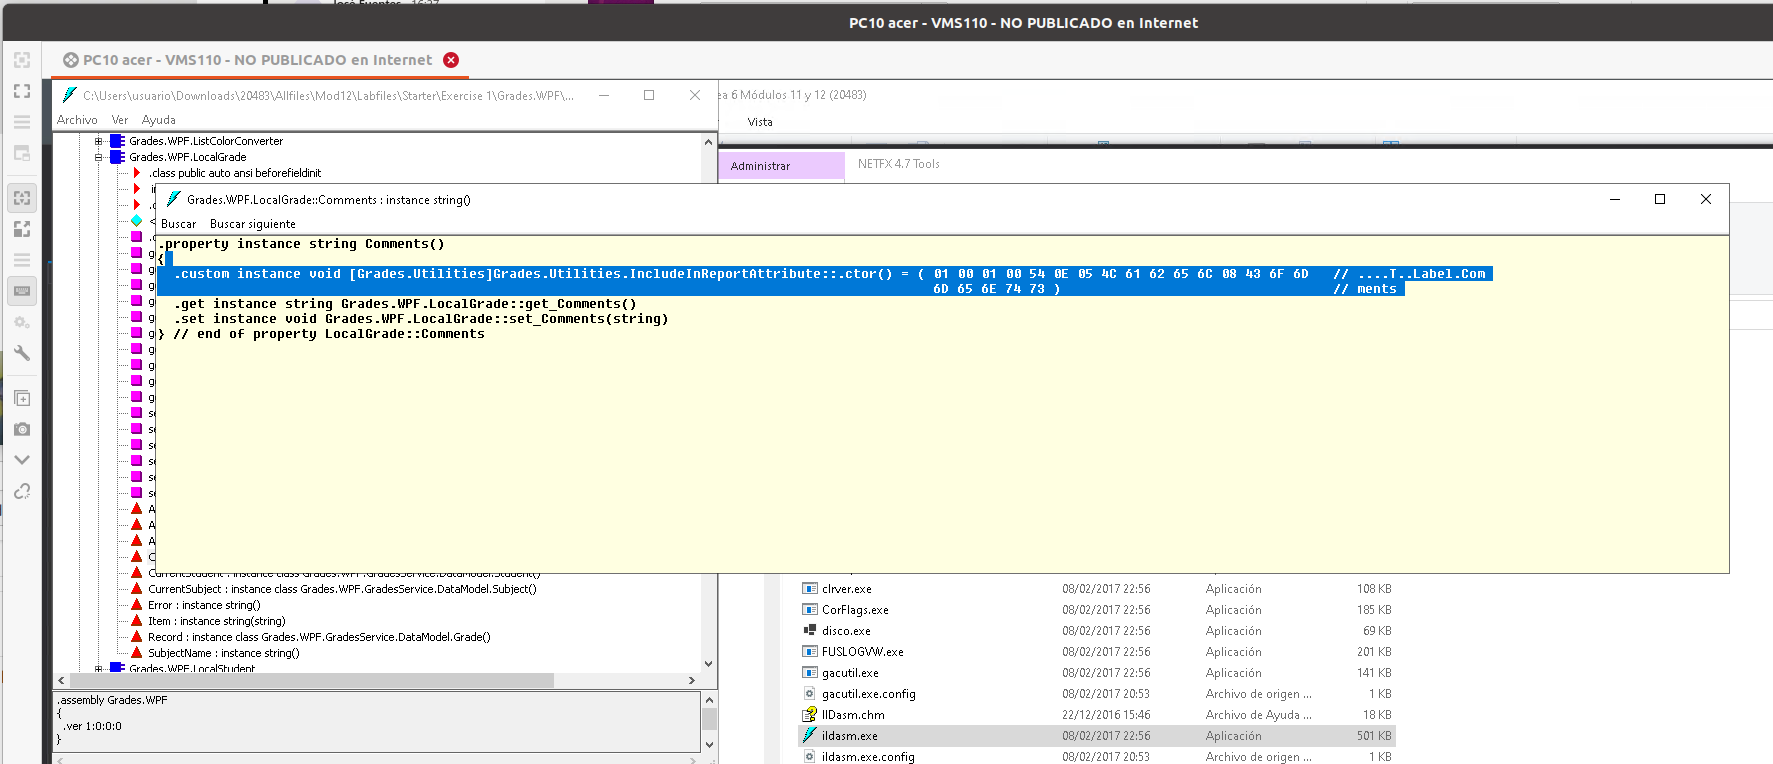 José Fuentes 16:37
PC10 acer - VMS110 - NO PUBLICADO en Internet
PC10 acer - VMS110 - NO PUBLICADO en Internet
C:\Users\usuario\Downloads\20483\Allfiles\Mod12\Labfiles\Starter\Exercise 1\Grades.WPF\...
ea 6 Módulos 11 y 12 (20483)
Archivo Ver Ayuda
Vista
Grades.WPF.ListColorConverter
Grades.WPF.LocalGrade
.class public auto ansi beforefieldinit
Administrar
NETFX 4.7 Tools
Grades.WPF.LocalGrade::Comments : instance string()
Buscar Buscar siguiente
.property instance string Comments()
{
.custom instance void [Grades.Utilities]Grades.Utilities.IncludeInReportAttribute::.ctor() = ( 01 00 01 00 54 0E 05 4C 61 62 65 6C 08 43 6F 6D // ....T..Label.Com
6D 65 6E 74 73 ) // ments
.get instance string Grades.WPF.LocalGrade::get_Comments()
.set instance void Grades.WPF.LocalGrade::set_Comments(string)
} // end of property LocalGrade::Comments
CurrentStudent : instance class Grades.WPF.GradesService.DataModel.Student()
CurrentSubject : instance class Grades.WPF.GradesService.DataModel.Subject()
Error : instance string()
Item : instance string(string)
Record : instance class Grades.WPF.GradesService.DataModel.Grade()
SubjectName : instance string()
Grades.WPF.LocalStudent
.assembly Grades.WPF
{
.ver 1:0:0:0
}
clrver.exe 08/02/2017 22:56 Aplicación 108 KB
CorFlags.exe 08/02/2017 22:56 Aplicación 185 KB
disco.exe 08/02/2017 22:56 Aplicación 69 KB
FUSLOGVW.exe 08/02/2017 22:56 Aplicación 201 KB
gacutil.exe 08/02/2017 22:56 Aplicación 141 KB
gacutil.exe.config 08/02/2017 20:53 Archivo de origen ... 1 KB
IlDasm.chm 22/12/2016 15:46 Archivo de Ayuda ... 18 KB
ildasm.exe 08/02/2017 22:56 Aplicación 501 KB
ildasm.exe.config 08/02/2017 20:53 Archivo de origen ... 1 KB